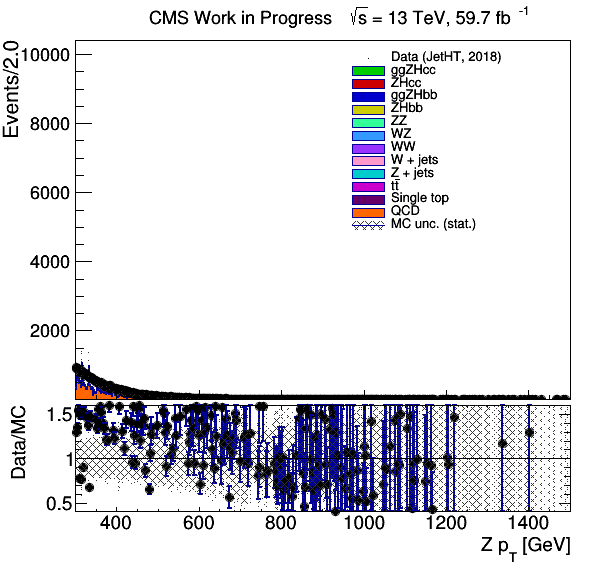 CMS Work in Progress √s = 13 TeV, 59.7 fb⁻¹
Events/2.0
10000
8000
6000
4000
2000
Data (JetHT, 2018)
ggZHcc
ZHcc
ggZHbb
ZHbb
ZZ
WZ
WW
W + jets
Z + jets
tt̄
Single top
QCD
MC unc. (stat.)
Data/MC
1.5
1
0.5
400 600 800 1000 1200 1400
Z p_T [GeV]